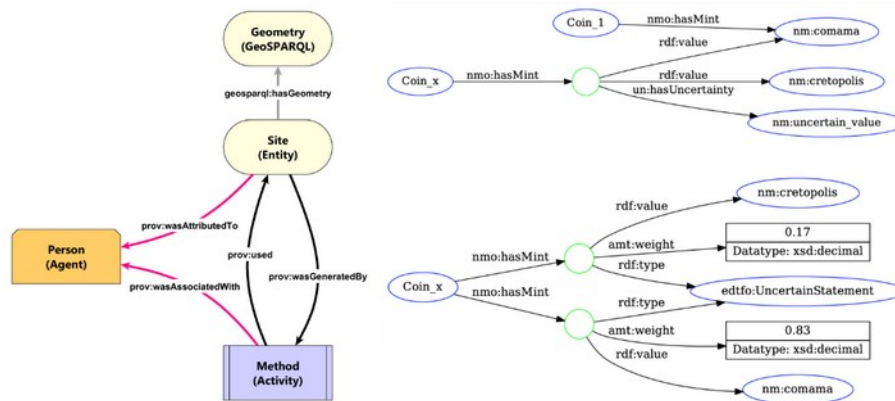 Geometry
(GeoSPARQL)
geosparql:hasGeometry
Site
(Entity)
prov:wasAttributedTo
Person
(Agent)
prov:used
prov:wasGeneratedBy
prov:wasAssociatedWith
Method
(Activity)
Coin_1
nmo:hasMint
nm:comama
rdf:value
Coin_x
nmo:hasMint
rdf:value
nm:cretopolis
un:hasUncertainty
nm:uncertain_value
nm:cretopolis
rdf:value
0.17
amt:weight
Datatype: xsd:decimal
nmo:hasMint
rdf:type
Coin_x
edtfo:UncertainStatement
nmo:hasMint
rdf:type
amt:weight
0.83
Datatype: xsd:decimal
rdf:value
nm:comama